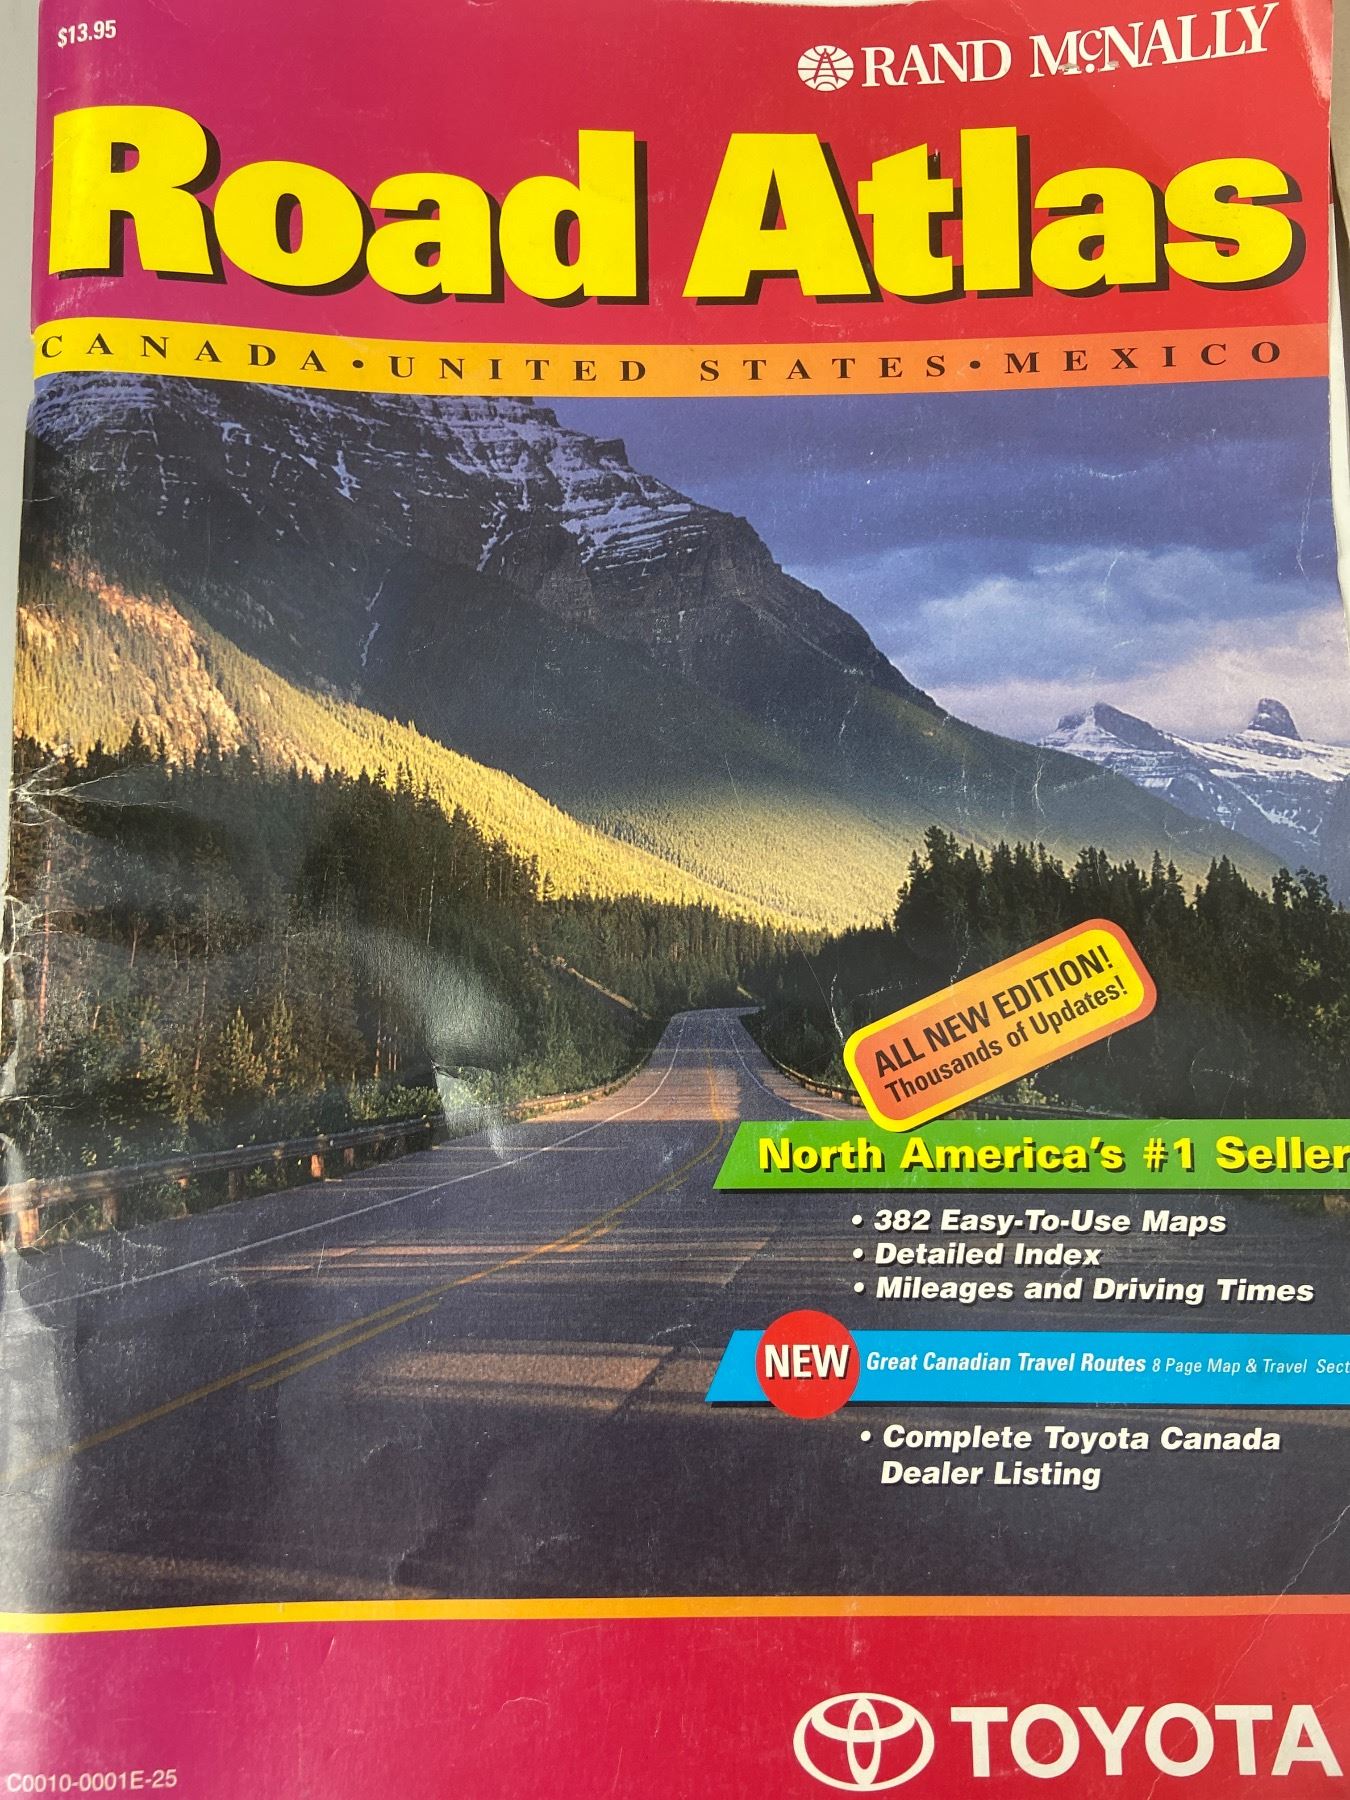 $13.95
RAND McNALLY
Road Atlas
CANADA • UNITED STATES • MEXICO
ALL NEW EDITION!
Thousands of Updates!
North America's #1 Seller
• 382 Easy-To-Use Maps
• Detailed Index
• Mileages and Driving Times
NEW Great Canadian Travel Routes 8 Page Map & Travel Sect
• Complete Toyota Canada
Dealer Listing
TOYOTA
C0010-0001E-25